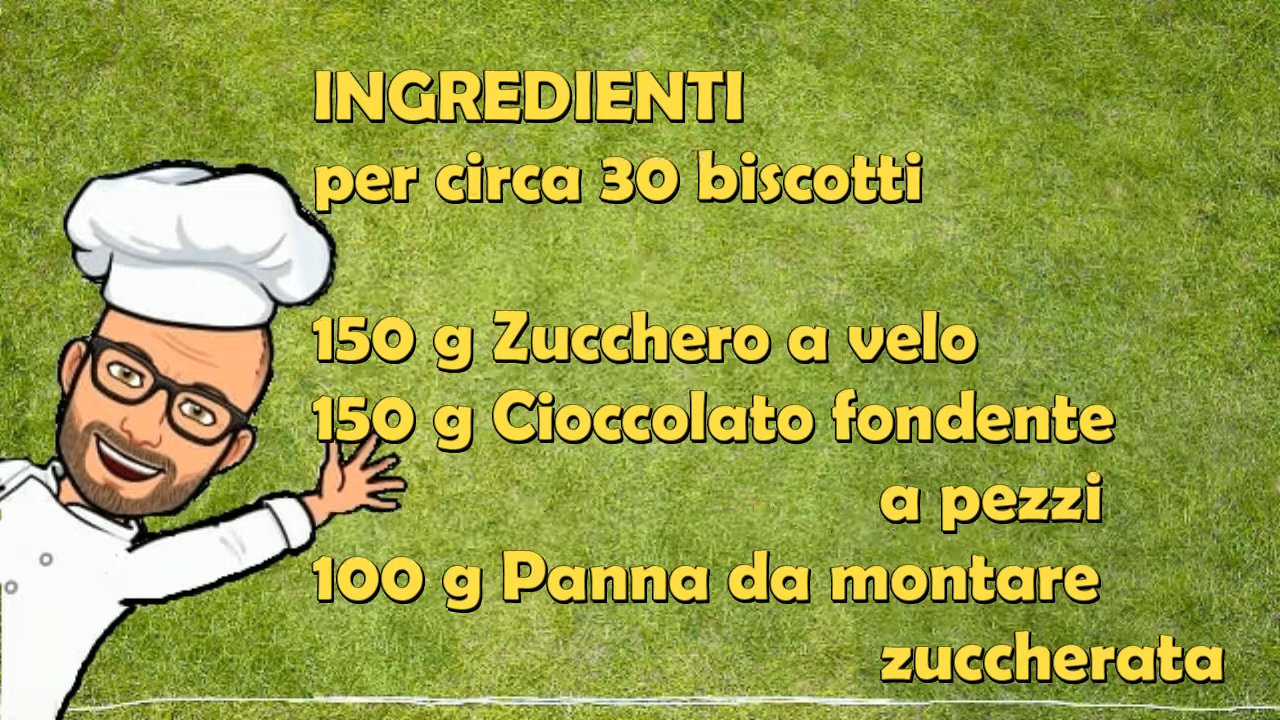 INGREDIENTI
per circa 30 biscotti
150 g Zucchero a velo
150 g Cioccolato fondente
a pezzi
100 g Panna da montare
zuccherata